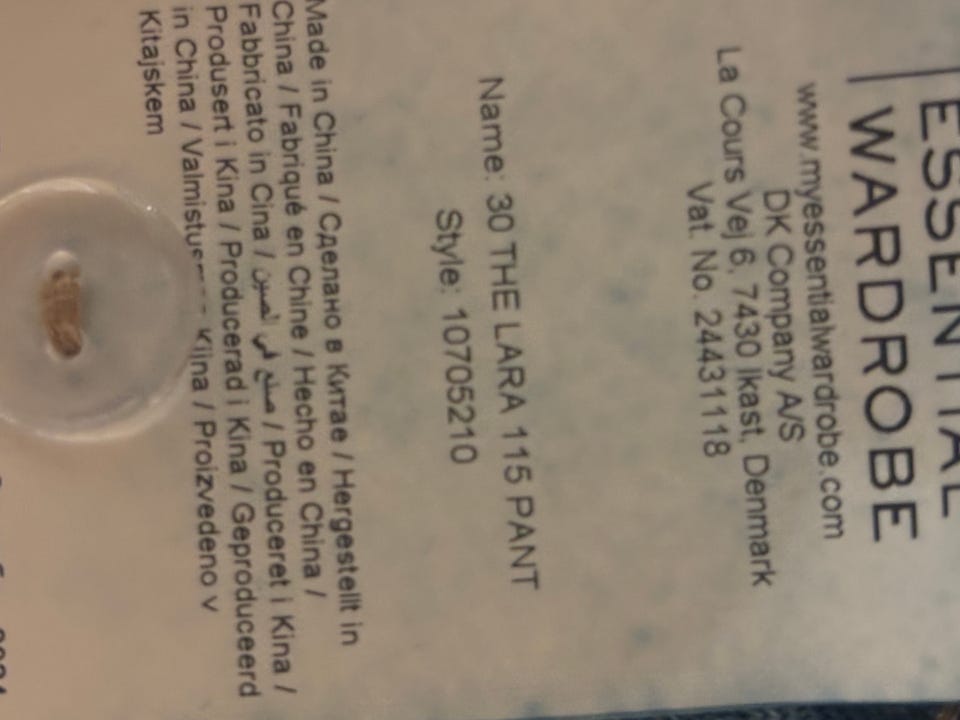 ESSENTIAL
WARDROBE
www.myessentialwardrobe.com
DK Company A/S
La Cours Vej 6, 7430 Ikast, Denmark
Vat. No. 24431118
Name: 30 THE LARA 115 PANT
Style: 10705210
Made in China / Сделано в Китае / Hergestellt in
China / Fabriqué en Chine / Hecho en China /
Fabbricato in Cina / صنع في الصين / Produceret i Kina /
Produsert i Kina / Producerad i Kina / Geproduceerd
in China / Kiina / Proizvedeno v
Kitajskem